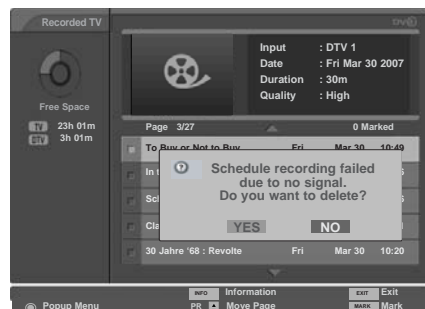 Recorded TV
DVR
Input : DTV 1
Date : Fri Mar 30 2007
Duration : 30m
Quality : High
Free Space
TV 23h 01m
DTV 3h 01m
Page 3/27
0 Marked
To Buy or Not to Buy Fri Mar 30 10:49
Schedule recording failed
due to no signal.
Do you want to delete?
YES NO
30 Jahre '68 : Revolte Fri Mar 30 10:20
INFO Information EXIT Exit
Popup Menu PR Move Page MARK Mark